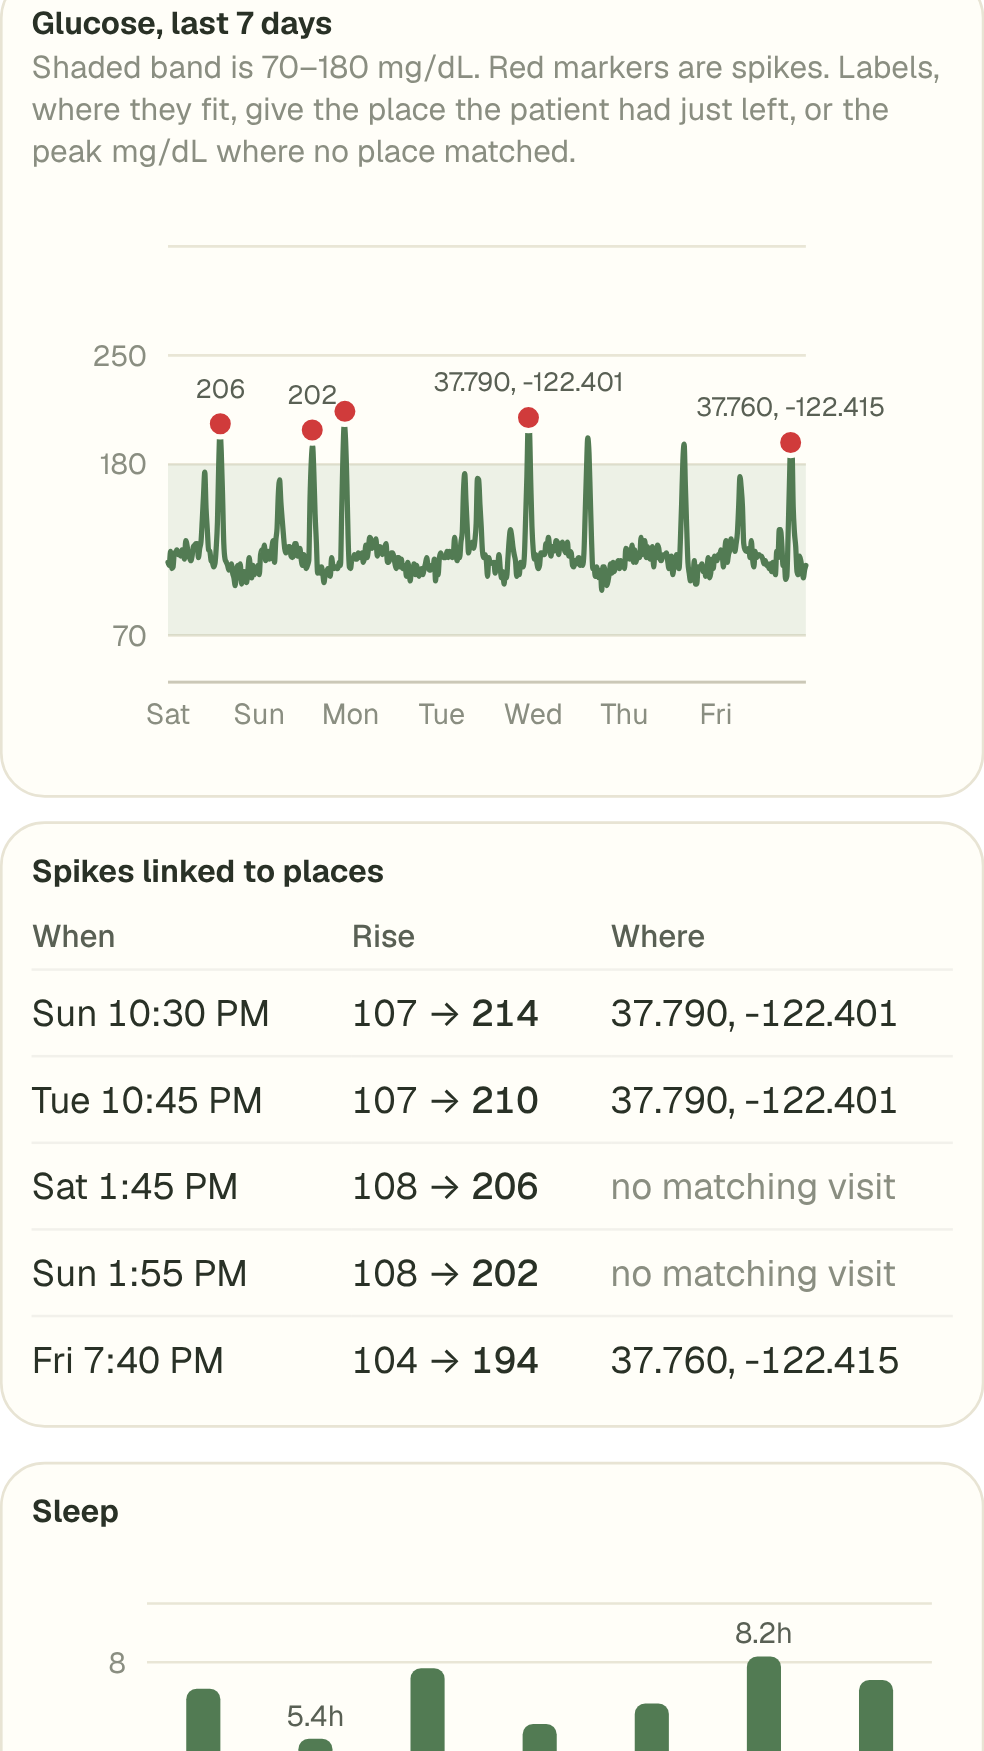 Glucose, last 7 days
Shaded band is 70–180 mg/dL. Red markers are spikes. Labels,
where they fit, give the place the patient had just left, or the
peak mg/dL where no place matched.
250
37.790, -122.401
206
202
37.760, -122.415
180
70
Sat Sun Mon Tue Wed Thu Fri
Spikes linked to places
When Rise Where
Sun 10:30 PM 107 → 214 37.790, -122.401
Tue 10:45 PM 107 → 210 37.790, -122.401
Sat 1:45 PM 108 → 206 no matching visit
Sun 1:55 PM 108 → 202 no matching visit
Fri 7:40 PM 104 → 194 37.760, -122.415
Sleep
8.2h
8
5.4h